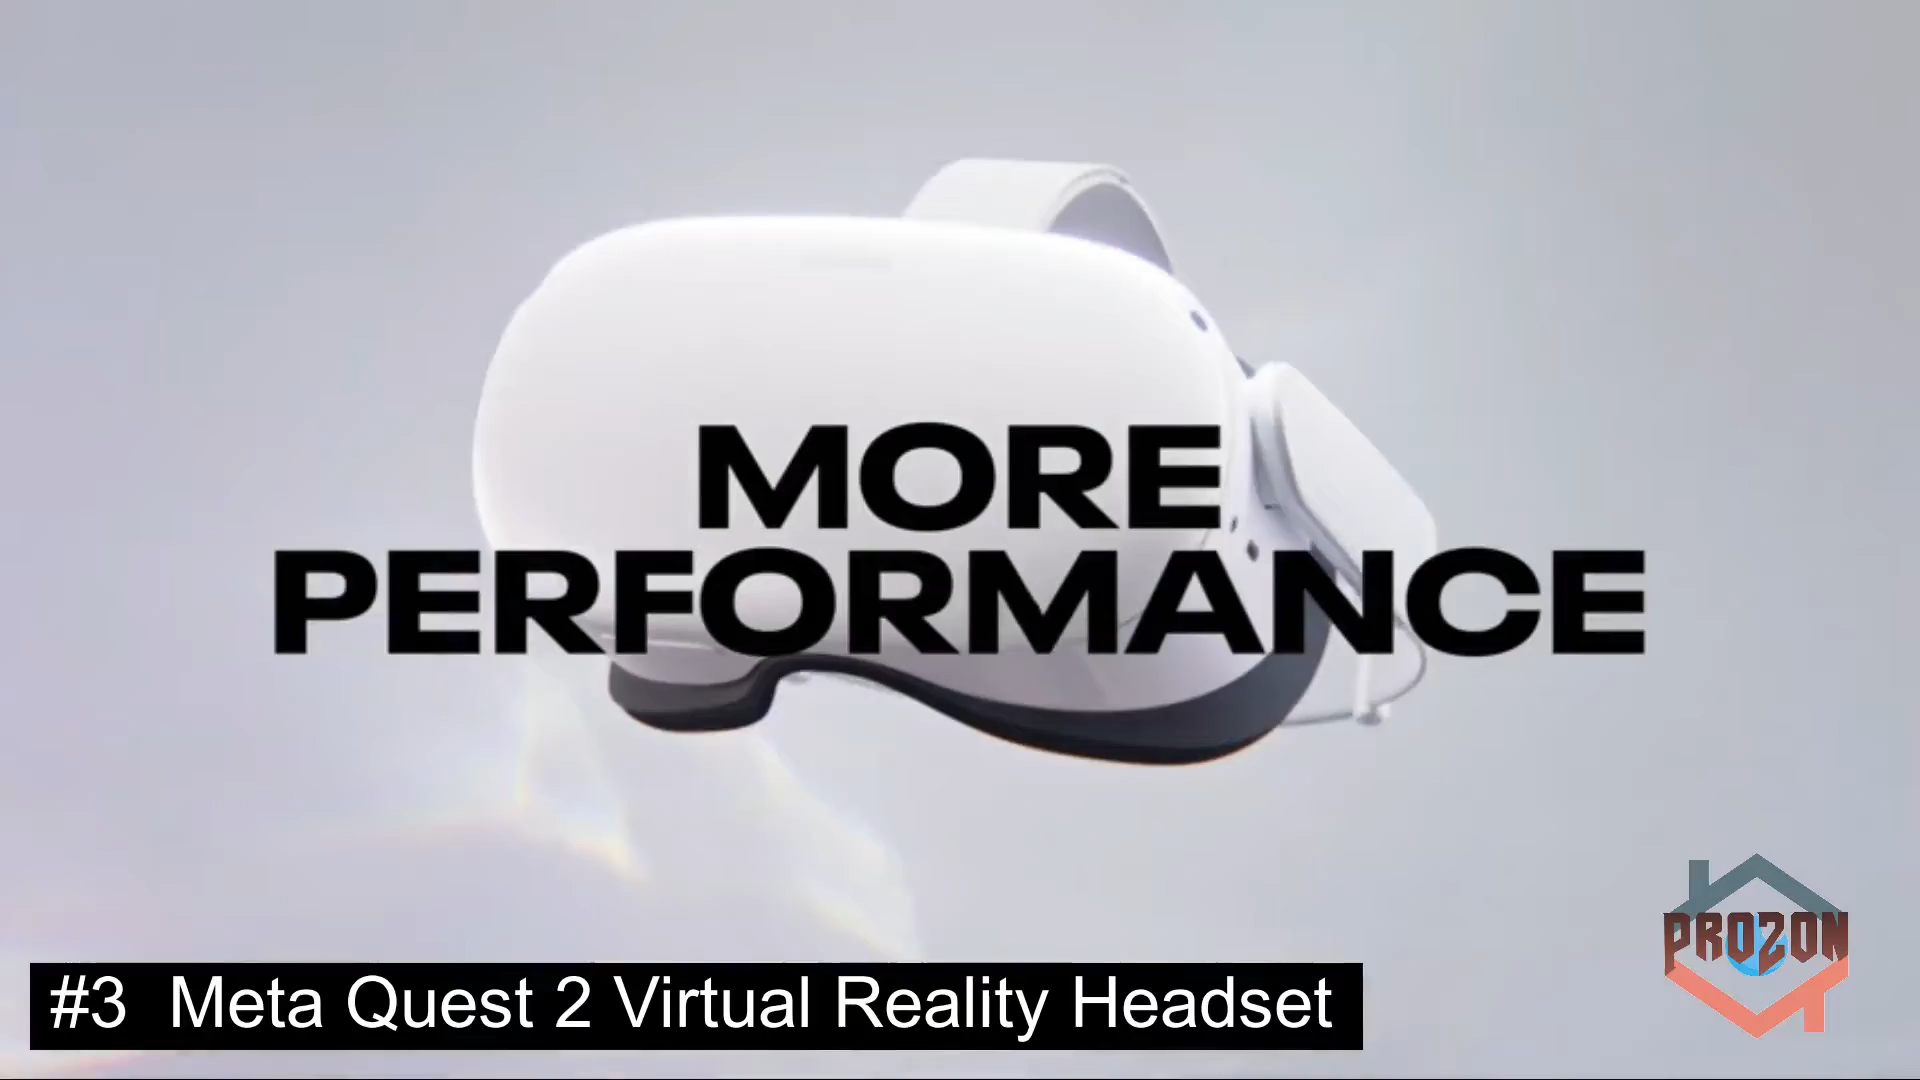 MORE
PERFORMANCE
PROZON
#3 Meta Quest 2 Virtual Reality Headset